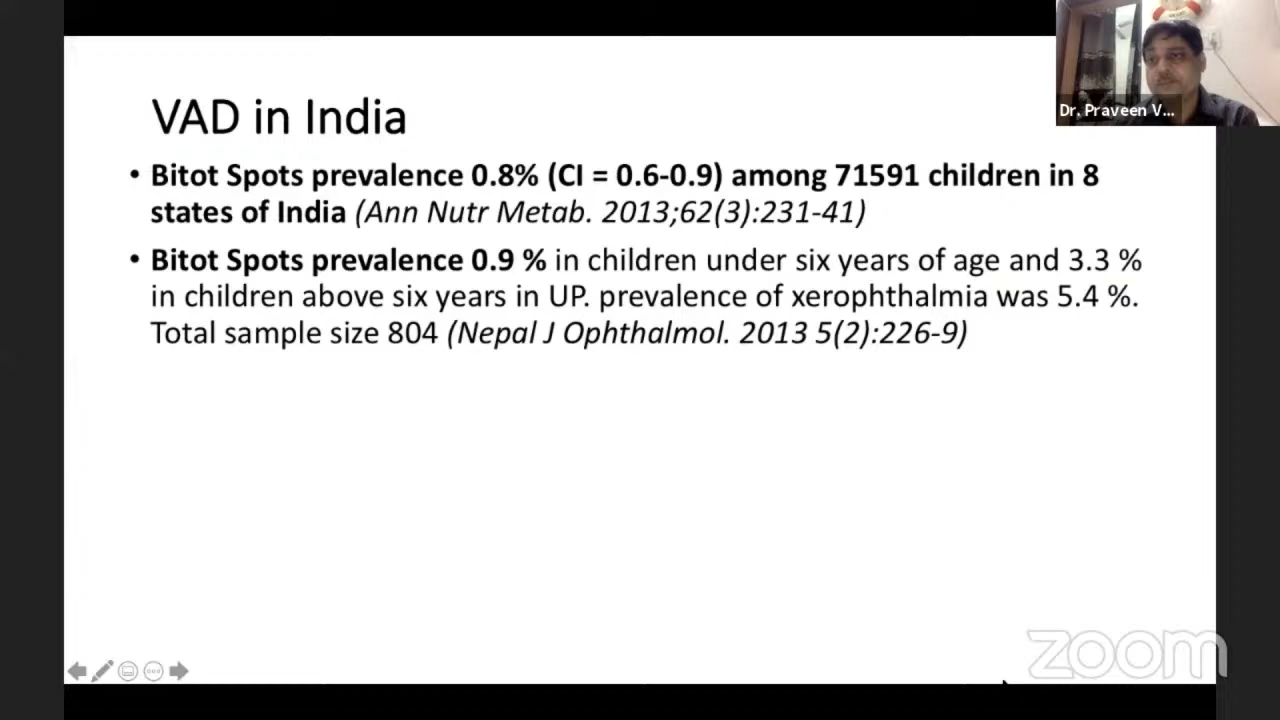 Dr. Praveen V...
VAD in India
• Bitot Spots prevalence 0.8% (CI = 0.6-0.9) among 71591 children in 8
states of India (Ann Nutr Metab. 2013;62(3):231-41)
• Bitot Spots prevalence 0.9 % in children under six years of age and 3.3 %
in children above six years in UP. prevalence of xerophthalmia was 5.4 %.
Total sample size 804 (Nepal J Ophthalmol. 2013 5(2):226-9)
zoom